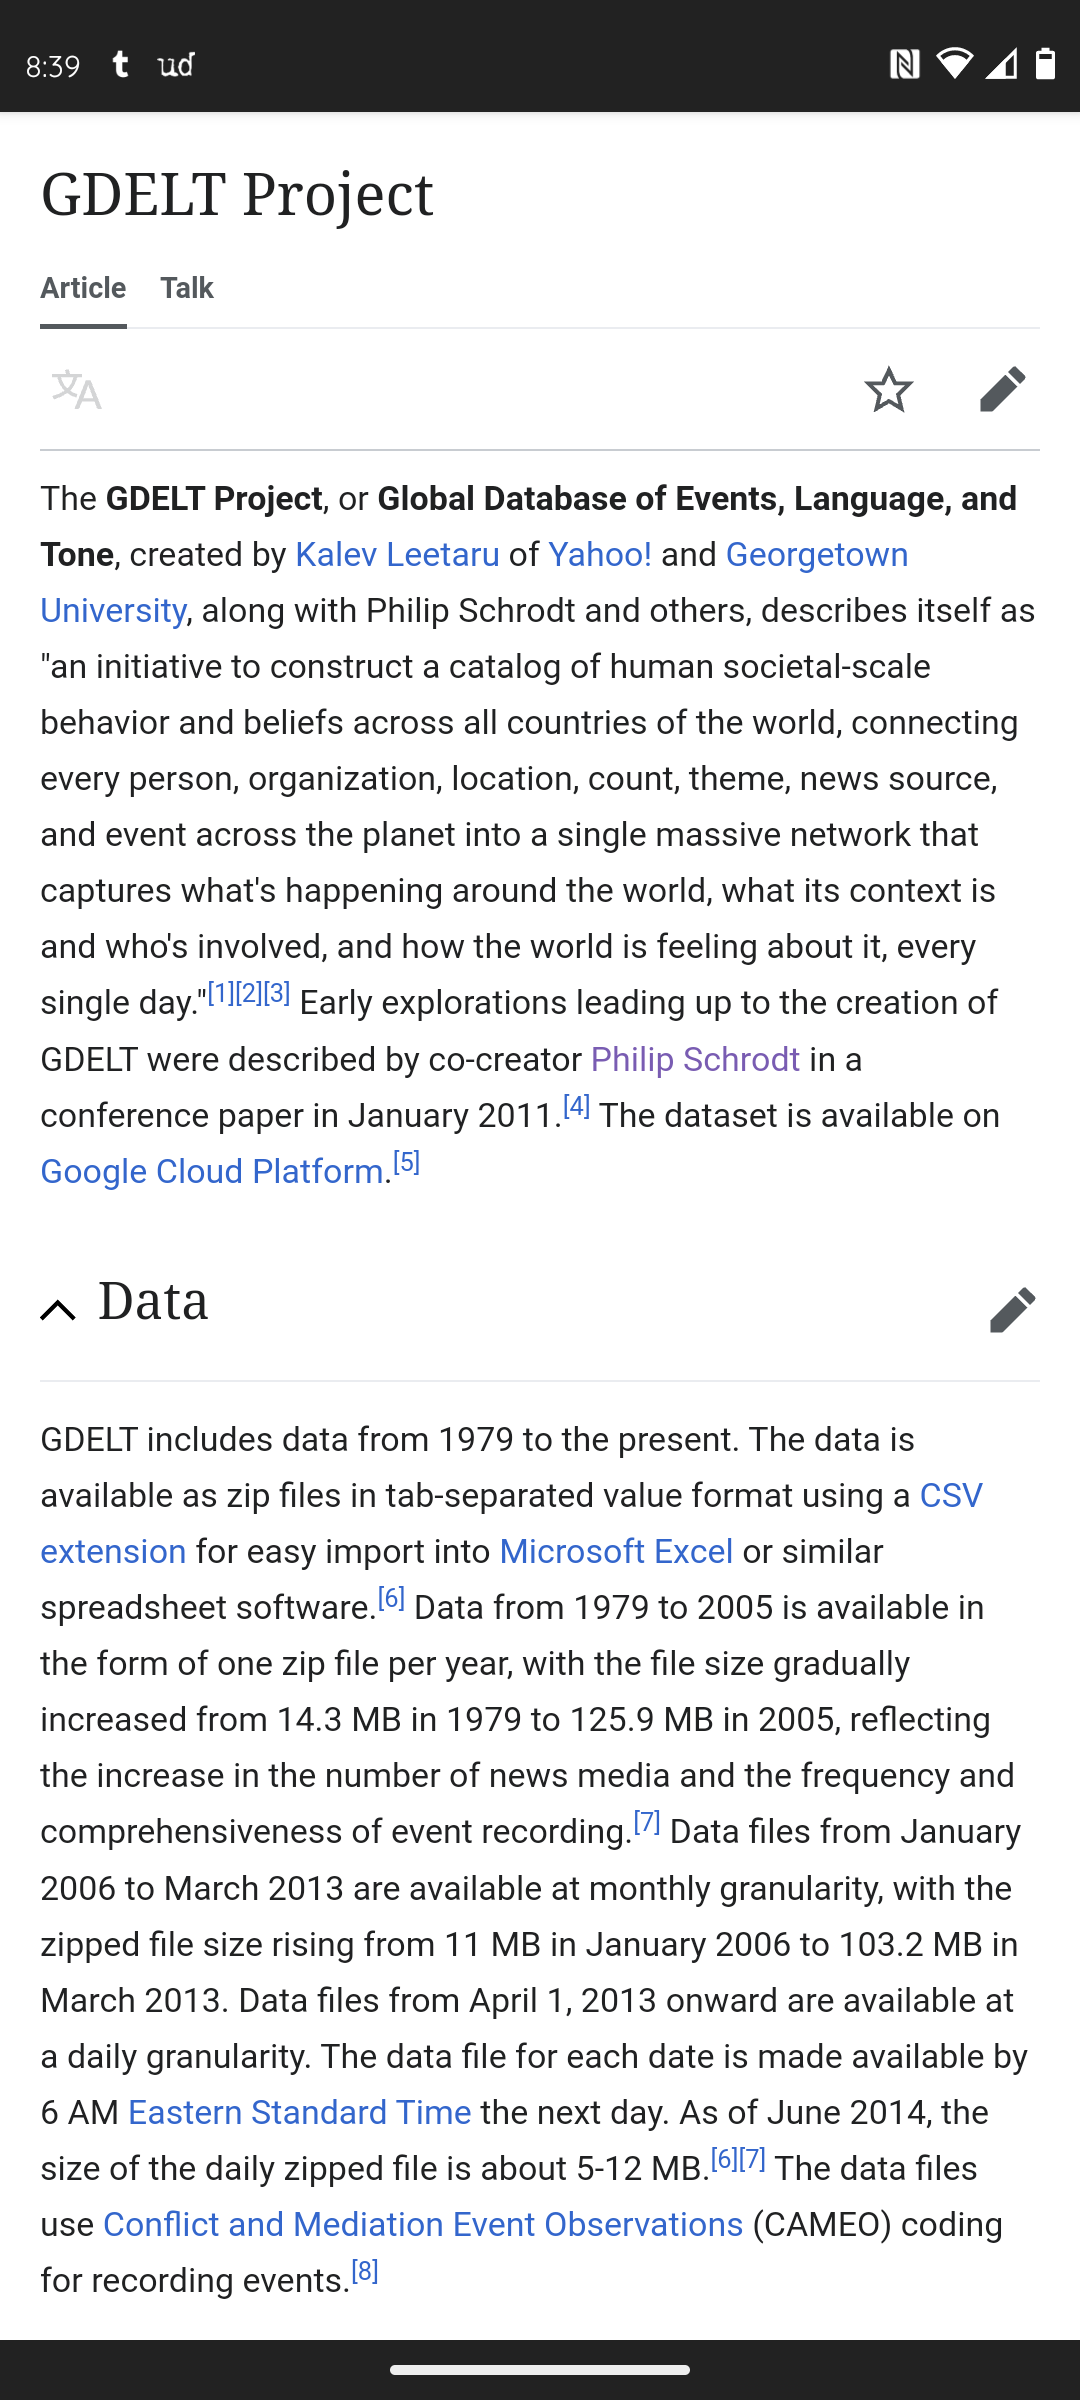 8:39 t ud
GDELT Project
Article Talk
The GDELT Project, or Global Database of Events, Language, and
Tone, created by Kalev Leetaru of Yahoo! and Georgetown
University, along with Philip Schrodt and others, describes itself as
"an initiative to construct a catalog of human societal-scale
behavior and beliefs across all countries of the world, connecting
every person, organization, location, count, theme, news source,
and event across the planet into a single massive network that
captures what's happening around the world, what its context is
and who's involved, and how the world is feeling about it, every
single day."[1][2][3] Early explorations leading up to the creation of
GDELT were described by co-creator Philip Schrodt in a
conference paper in January 2011.[4] The dataset is available on
Google Cloud Platform.[5]
Data
GDELT includes data from 1979 to the present. The data is
available as zip files in tab-separated value format using a CSV
extension for easy import into Microsoft Excel or similar
spreadsheet software.[6] Data from 1979 to 2005 is available in
the form of one zip file per year, with the file size gradually
increased from 14.3 MB in 1979 to 125.9 MB in 2005, reflecting
the increase in the number of news media and the frequency and
comprehensiveness of event recording.[7] Data files from January
2006 to March 2013 are available at monthly granularity, with the
zipped file size rising from 11 MB in January 2006 to 103.2 MB in
March 2013. Data files from April 1, 2013 onward are available at
a daily granularity. The data file for each date is made available by
6 AM Eastern Standard Time the next day. As of June 2014, the
size of the daily zipped file is about 5-12 MB.[6][7] The data files
use Conflict and Mediation Event Observations (CAMEO) coding
for recording events.[8]